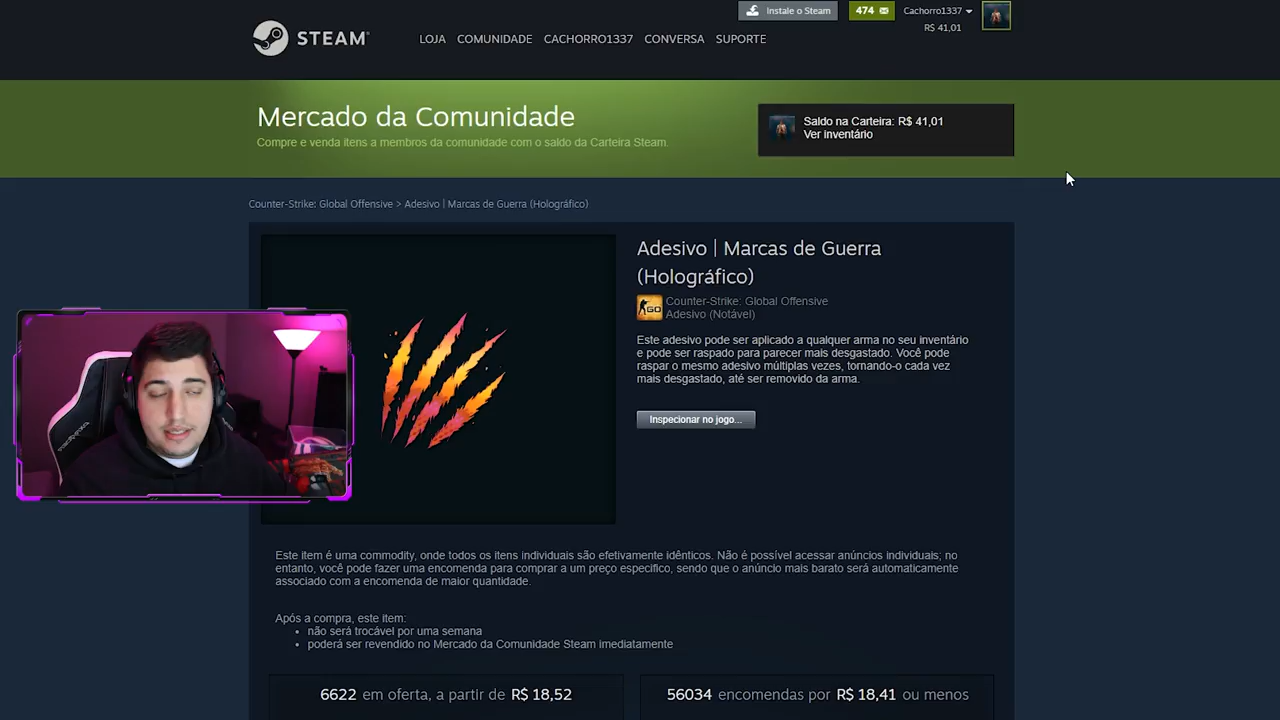 Instale o Steam
474
Cachorro1337
R$ 41,01
STEAM
LOJA COMUNIDADE CACHORRO1337 CONVERSA SUPORTE
Mercado da Comunidade
Compre e venda itens a membros da comunidade com o saldo da Carteira Steam.
Saldo na Carteira: R$ 41,01
Ver Inventário
Counter-Strike: Global Offensive > Adesivo | Marcas de Guerra (Holográfico)
Adesivo | Marcas de Guerra
(Holográfico)
GO
Counter-Strike: Global Offensive
Adesivo (Notável)
Este adesivo pode ser aplicado a qualquer arma no seu inventário
e pode ser raspado para parecer mais desgastado. Você pode
raspar o mesmo adesivo múltiplas vezes, tornando-o cada vez
mais desgastado, até ser removido da arma.
Inspecionar no jogo...
Este item é uma commodity, onde todos os itens individuais são efetivamente idênticos. Não é possível acessar anúncios individuais; no
entanto, você pode fazer uma encomenda para comprar a um preço específico, sendo que o anúncio mais barato será automaticamente
associado com a encomenda de maior quantidade.
Após a compra, este item:
• não será trocável por uma semana
• poderá ser revendido no Mercado da Comunidade Steam imediatamente
6622 em oferta, a partir de R$ 18,52
56034 encomendas por R$ 18,41 ou menos